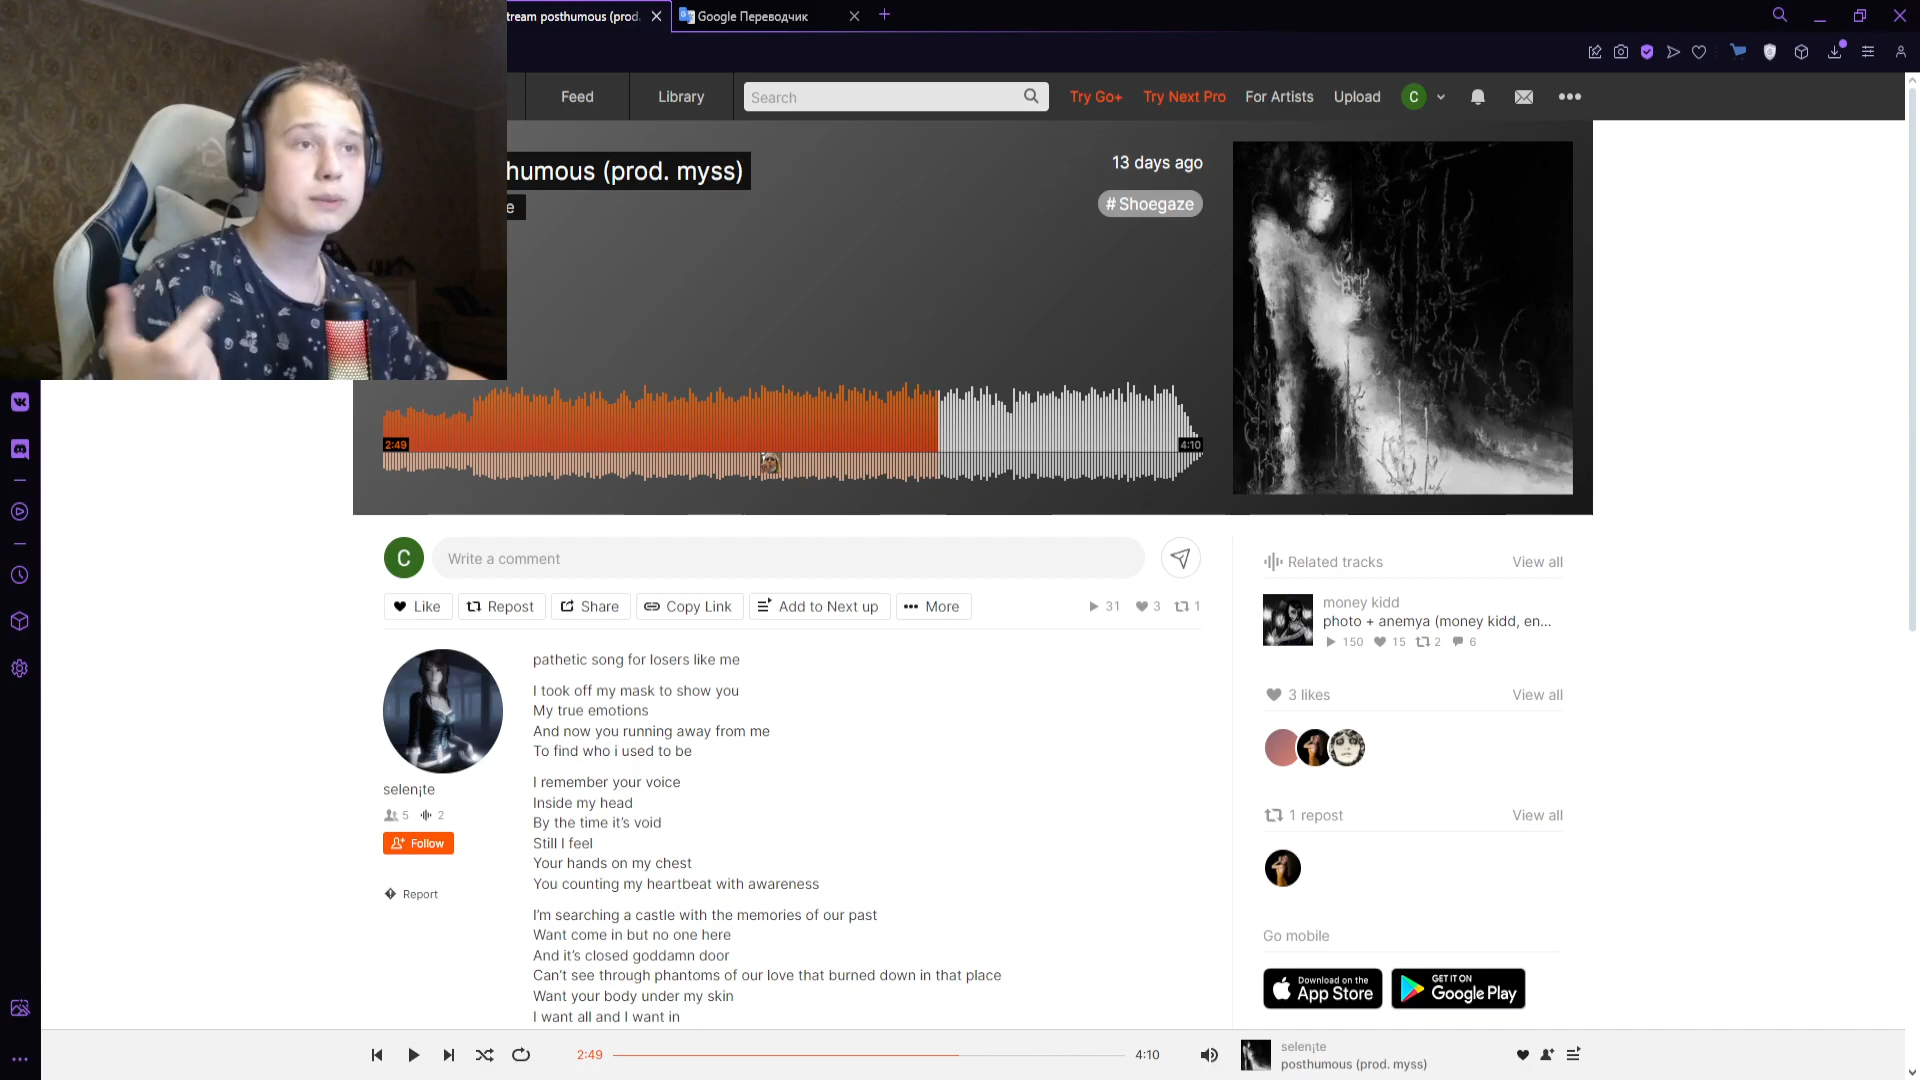 tream posthumous (prod.
Google Переводчик
Feed
Library
Search
Try Go+
Try Next Pro
For Artists
Upload
C
humous (prod. myss)
e
13 days ago
# Shoegaze
2:49
4:10
C
Write a comment
Like
Repost
Share
Copy Link
Add to Next up
More
31
3
1
pathetic song for losers like me
I took off my mask to show you
My true emotions
And now you running away from me
To find who i used to be
I remember your voice
Inside my head
By the time it’s void
Still I feel
Your hands on my chest
You counting my heartbeat with awareness
I’m searching a castle with the memories of our past
Want come in but no one here
And it’s closed goddamn door
Can’t see through phantoms of our love that burned down in that place
Want your body under my skin
I want all and I want in
selen¡te
5
2
Follow
Report
Related tracks
View all
money kidd
photo + anemya (money kidd, en...
150
15
2
6
3 likes
View all
1 repost
View all
Go mobile
Download on the
App Store
GET IT ON
Google Play
2:49
4:10
selen¡te
posthumous (prod. myss)